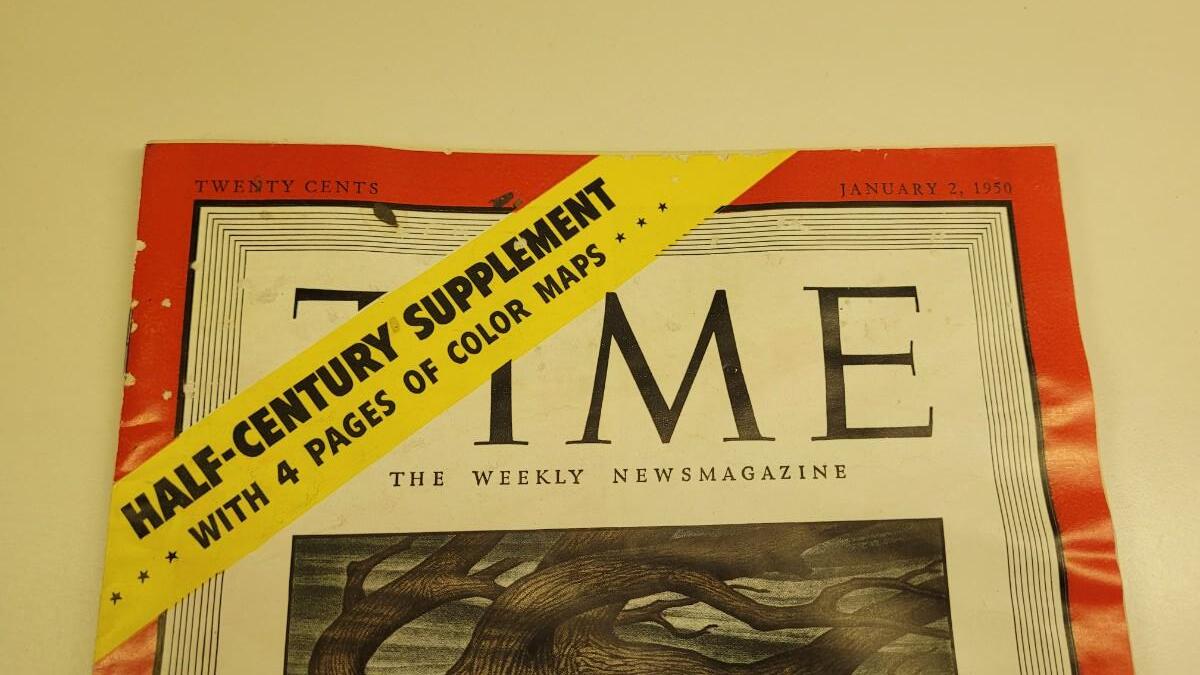 TWENTY CENTS
JANUARY 2, 1950
HALF-CENTURY SUPPLEMENT
WITH 4 PAGES OF COLOR MAPS
TIME
THE WEEKLY NEWSMAGAZINE